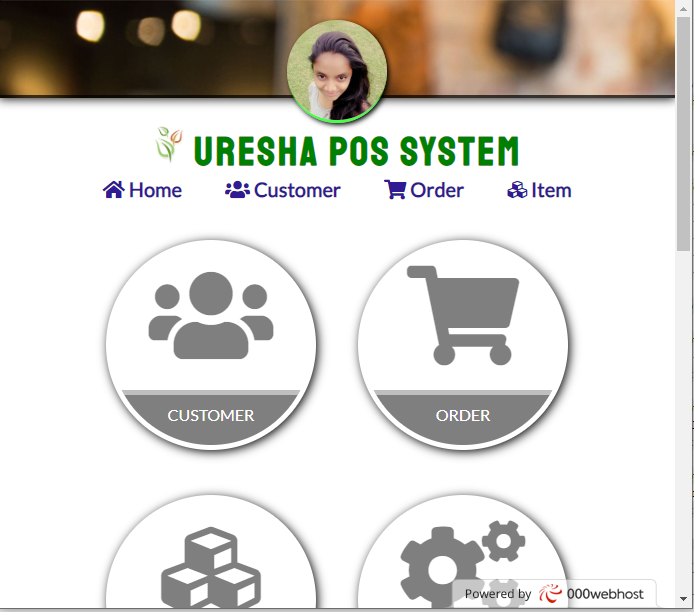 URESHA POS SYSTEM
Home Customer Order Item
CUSTOMER ORDER
Powered by 000webhost